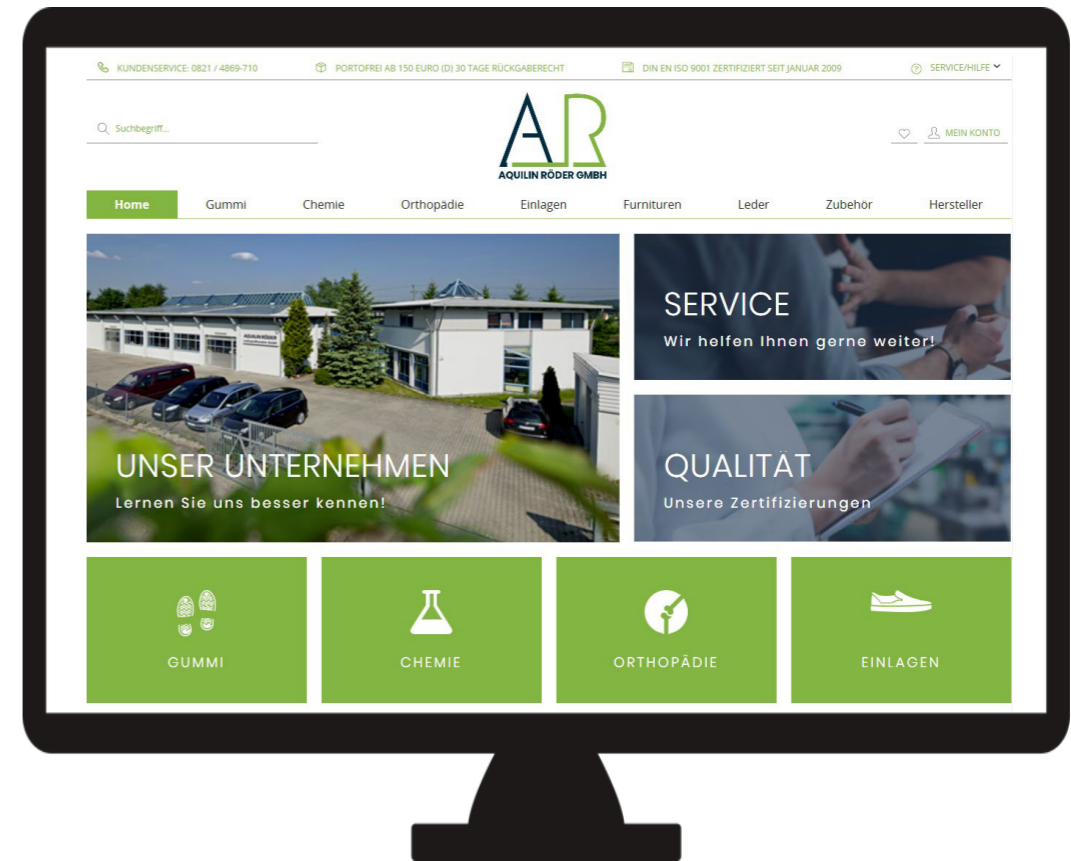 KUNDENSERVICE: 0821 / 4869-710
PORTOFREI AB 150 EURO (D) 30 TAGE RÜCKGABERECHT
DIN EN ISO 9001 ZERTIFIZIERT SEIT JANUAR 2009
SERVICE/HILFE
Suchbegriff...
AR
AQUILIN RÖDER GMBH
MEIN KONTO
Home Gummi Chemie Orthopädie Einlagen Furnituren Leder Zubehör Hersteller
AQUILIN RÖDER
UNSER UNTERNEHMEN
Lernen Sie uns besser kennen!
SERVICE
Wir helfen Ihnen gerne weiter!
QUALITÄT
Unsere Zertifizierungen
GUMMI
CHEMIE
ORTHOPÄDIE
EINLAGEN